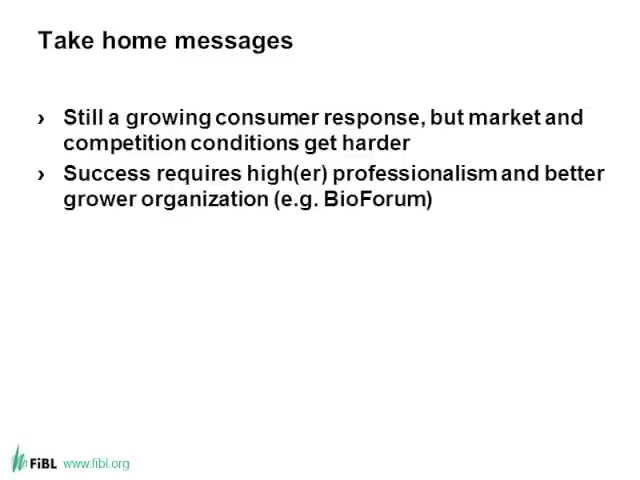 Take home messages
› Still a growing consumer response, but market and
competition conditions get harder
› Success requires high(er) professionalism and better
grower organization (e.g. BioForum)
FiBL www.fibl.org